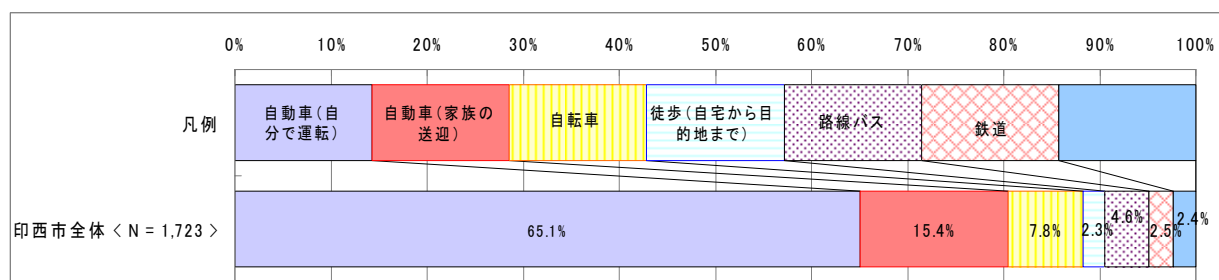 0% 10% 20% 30% 40% 50% 60% 70% 80% 90% 100%
凡例
自動車(自
分で運転)
自動車(家族の
送迎)
自転車
徒歩(自宅から目
的地まで)
路線バス
鉄道
印西市全体<N=1,723>
65.1% 15.4% 7.8% 2.3% 4.6% 2.5% 2.4%